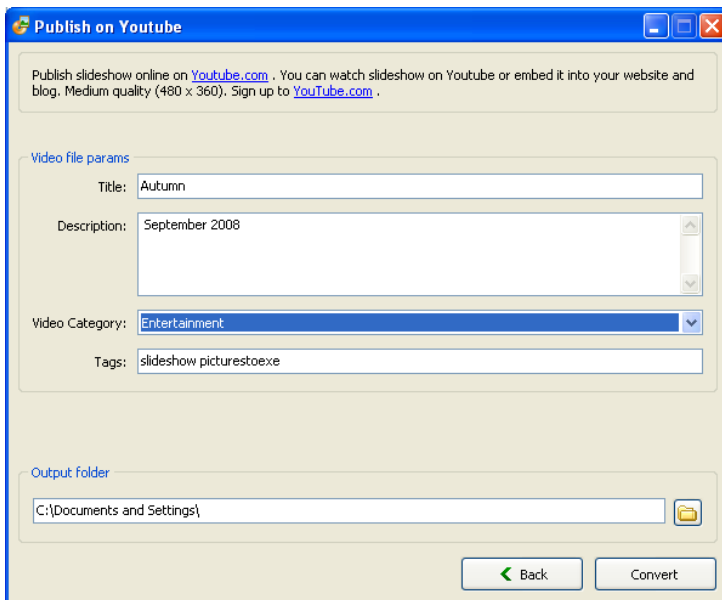 Publish on Youtube
Publish slideshow online on Youtube.com . You can watch slideshow on Youtube or embed it into your website and
blog. Medium quality (480 x 360). Sign up to YouTube.com .
Video file params
Title: Autumn
Description: September 2008
Video Category: Entertainment
Tags: slideshow picturestoexe
Output folder
C:\Documents and Settings\
Back Convert